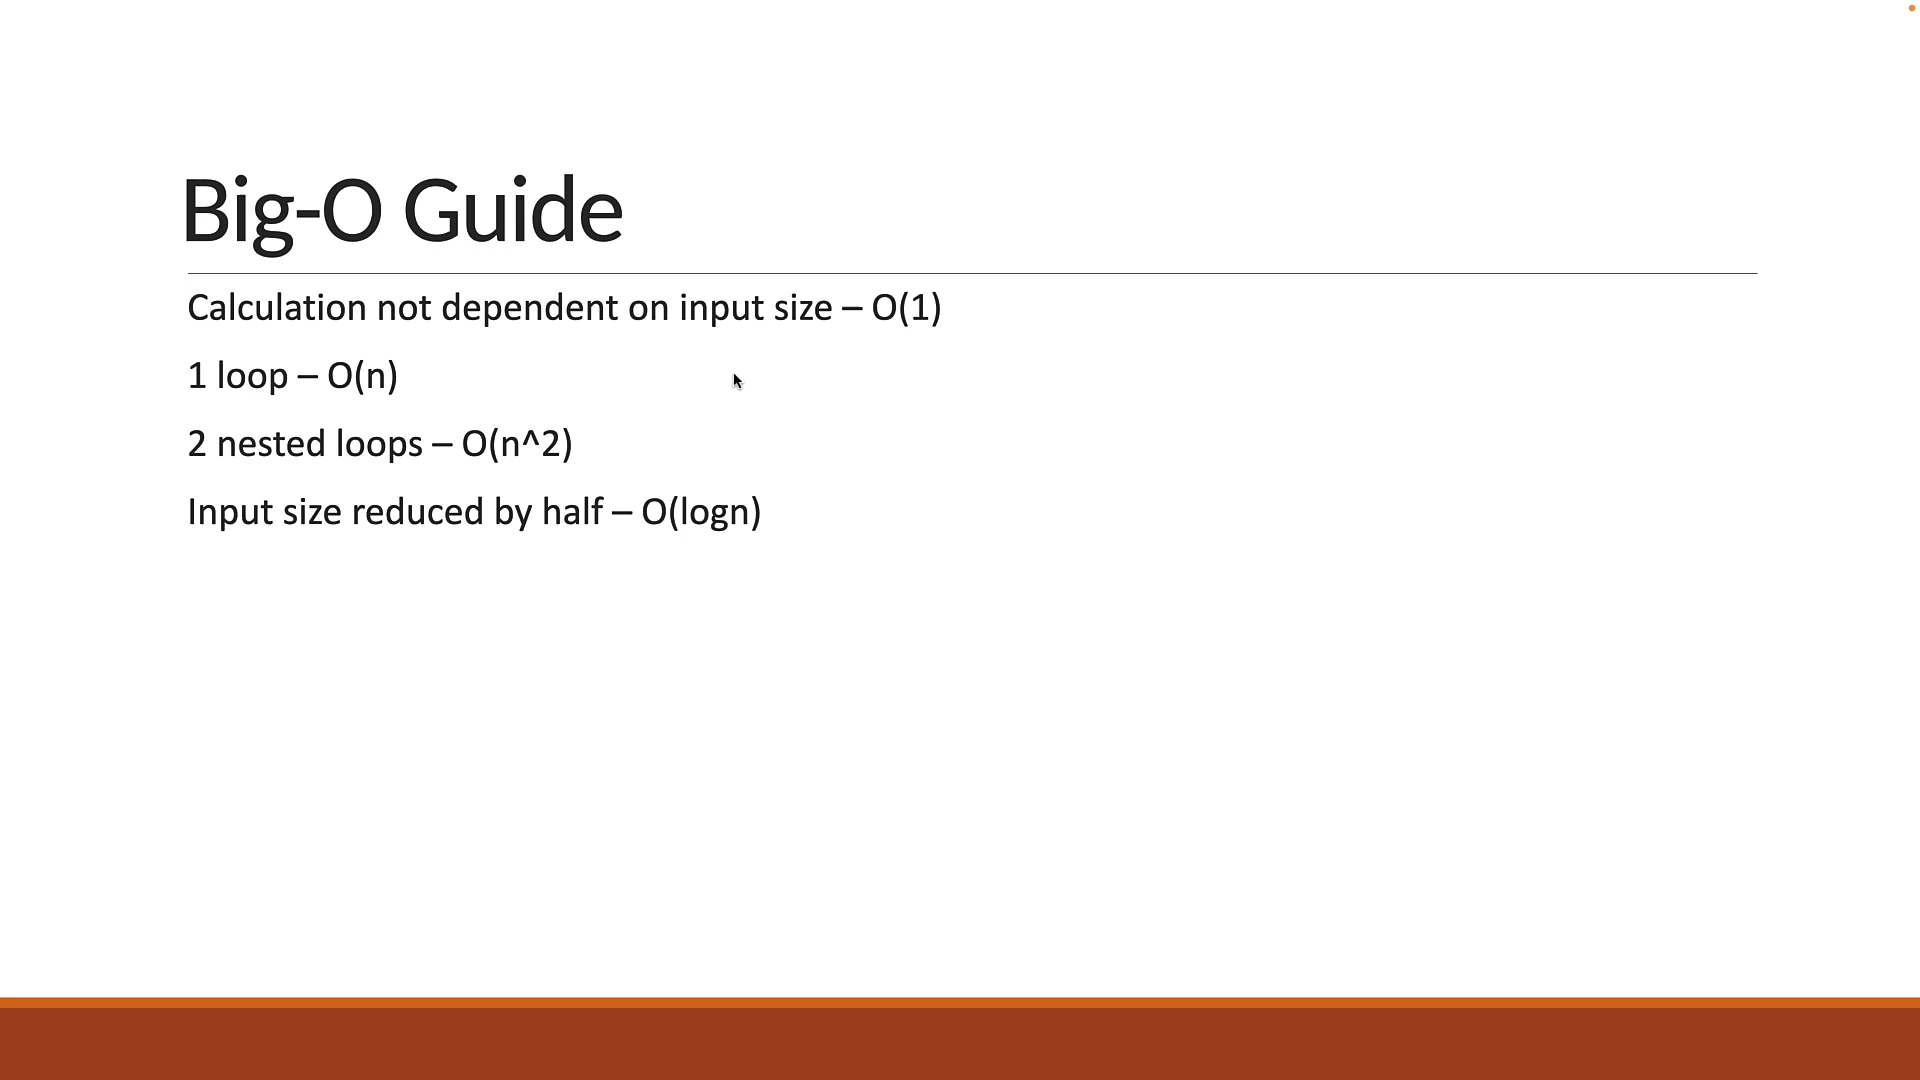 Big-O Guide
Calculation not dependent on input size – O(1)
1 loop – O(n)
2 nested loops – O(n^2)
Input size reduced by half – O(logn)